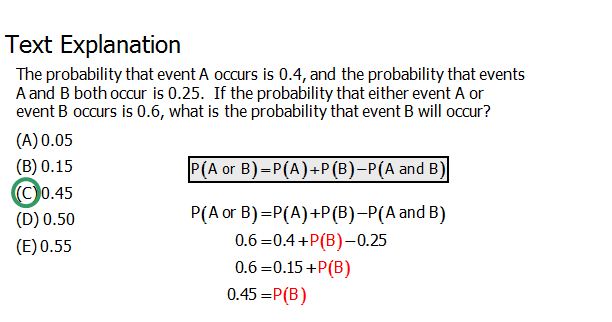 Text Explanation
The probability that event A occurs is 0.4, and the probability that events
A and B both occur is 0.25.  If the probability that either event A or
event B occurs is 0.6, what is the probability that event B will occur?
(A) 0.05
(B) 0.15
(C) 0.45
(D) 0.50
(E) 0.55
P(A or B)=P(A)+P(B)−P(A and B)
P(A or B)=P(A)+P(B)−P(A and B)
0.6 =0.4 +P(B)−0.25
0.6 =0.15 +P(B)
0.45 =P(B)